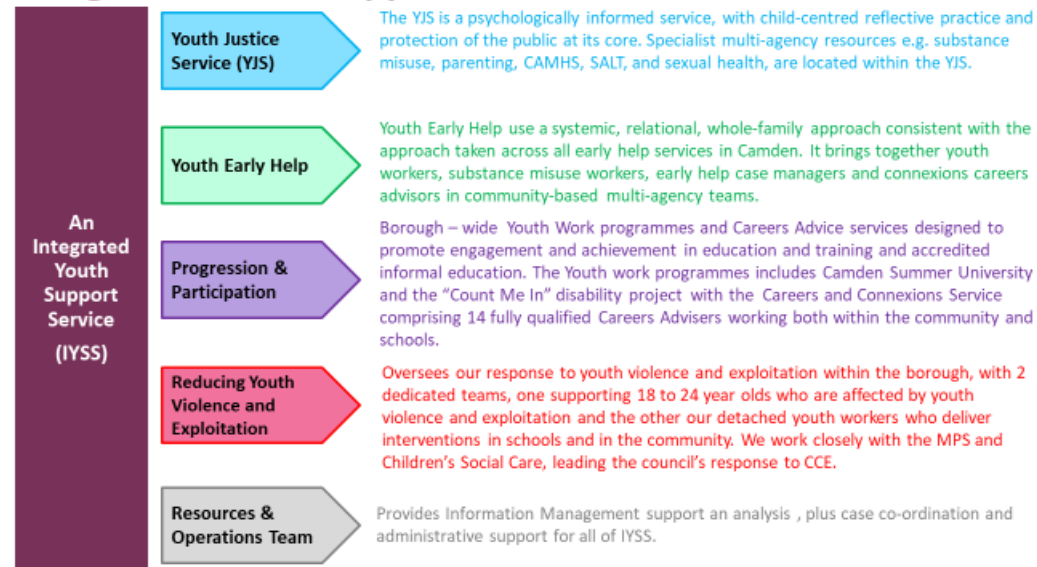 An
Integrated
Youth
Support
Service
(IYSS)
Youth Justice
Service (YJS)
The YJS is a psychologically informed service, with child-centred reflective practice and
protection of the public at its core. Specialist multi-agency resources e.g. substance
misuse, parenting, CAMHS, SALT, and sexual health, are located within the YJS.
Youth Early Help
Youth Early Help use a systemic, relational, whole-family approach consistent with the
approach taken across all early help services in Camden. It brings together youth
workers, substance misuse workers, early help case managers and connexions careers
advisors in community-based multi-agency teams.
Progression &
Participation
Borough – wide Youth Work programmes and Careers Advice services designed to
promote engagement and achievement in education and training and accredited
informal education. The Youth work programmes includes Camden Summer University
and the “Count Me In” disability project with the Careers and Connexions Service
comprising 14 fully qualified Careers Advisers working both within the community and
schools.
Reducing Youth
Violence and
Exploitation
Oversees our response to youth violence and exploitation within the borough, with 2
dedicated teams, one supporting 18 to 24 year olds who are affected by youth
violence and exploitation and the other our detached youth workers who deliver
interventions in schools and in the community. We work closely with the MPS and
Children’s Social Care, leading the council’s response to CCE.
Resources &
Operations Team
Provides Information Management support an analysis , plus case co-ordination and
administrative support for all of IYSS.